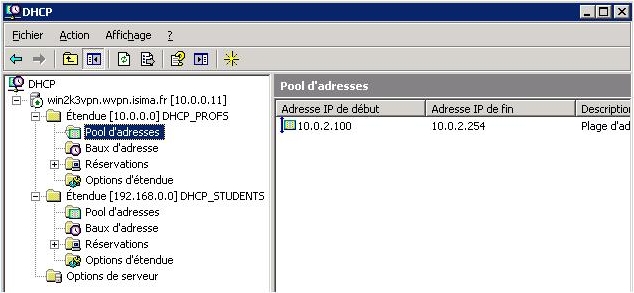 DHCP
Fichier Action Affichage ?
DHCP
win2k3vpn.wvpn.isima.fr [10.0.0.11]
Étendue [10.0.0.0] DHCP_PROFS
Pool d'adresses
Baux d'adresse
Réservations
Options d'étendue
Étendue [192.168.0.0] DHCP_STUDENTS
Pool d'adresses
Baux d'adresse
Réservations
Options d'étendue
Options de serveur
Pool d'adresses
Adresse IP de début Adresse IP de fin Description
10.0.2.100 10.0.2.254 Plage d'ad